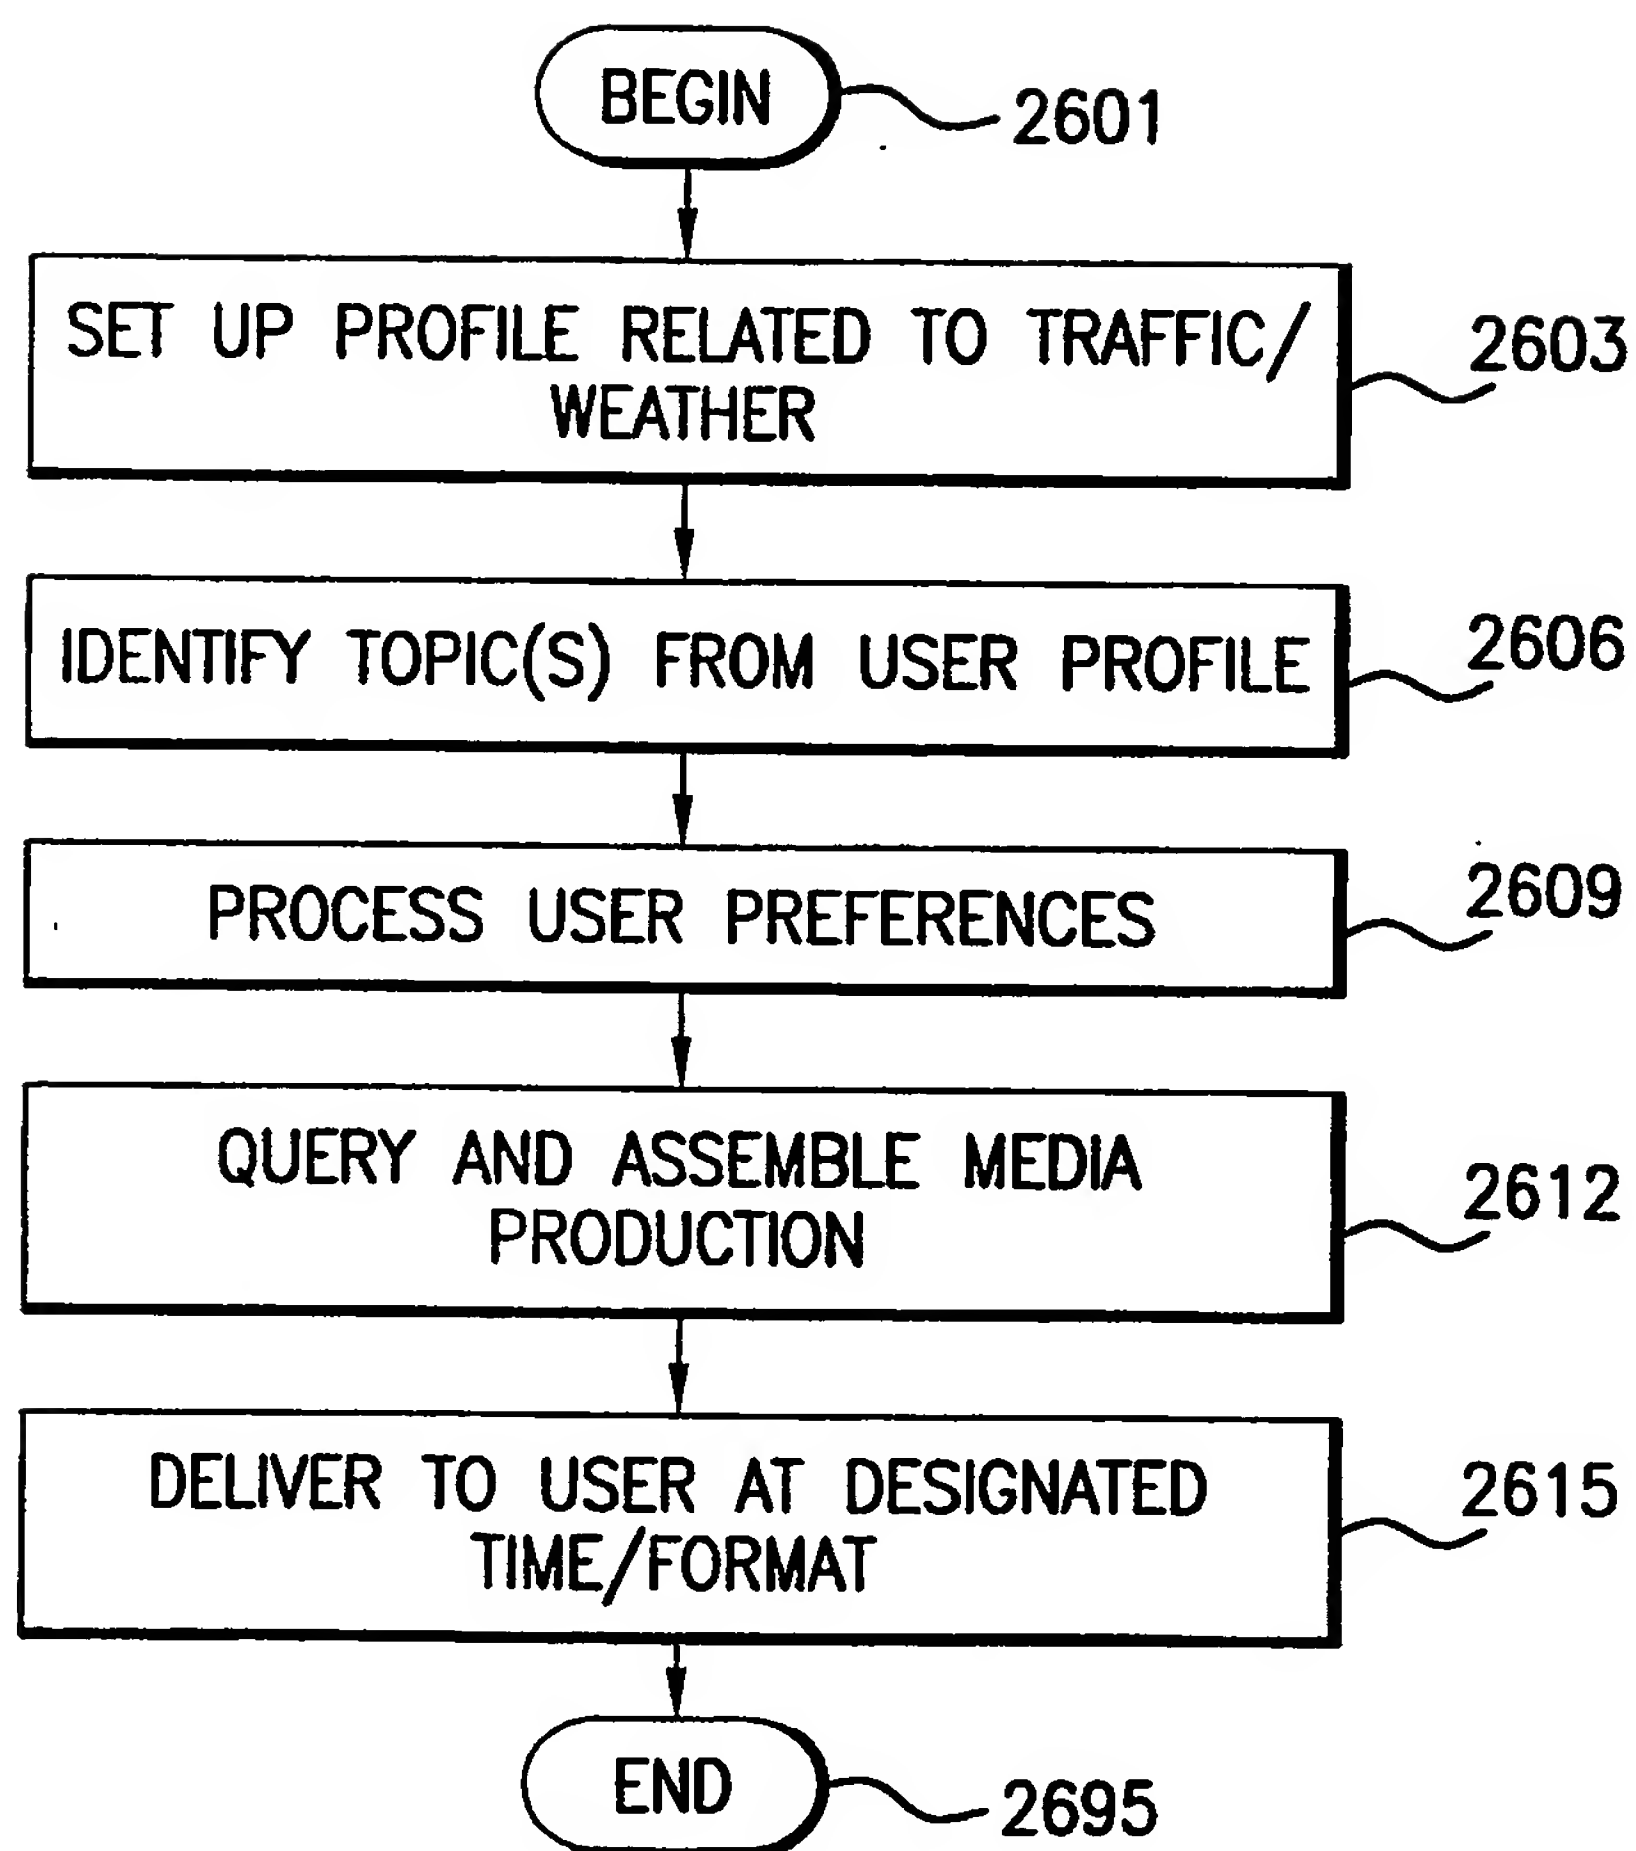 BEGIN
2601
SET UP PROFILE RELATED TO TRAFFIC/
WEATHER
2603
IDENTIFY TOPIC(S) FROM USER PROFILE
2606
PROCESS USER PREFERENCES
2609
QUERY AND ASSEMBLE MEDIA
PRODUCTION
2612
DELIVER TO USER AT DESIGNATED
TIME/FORMAT
2615
END
2695